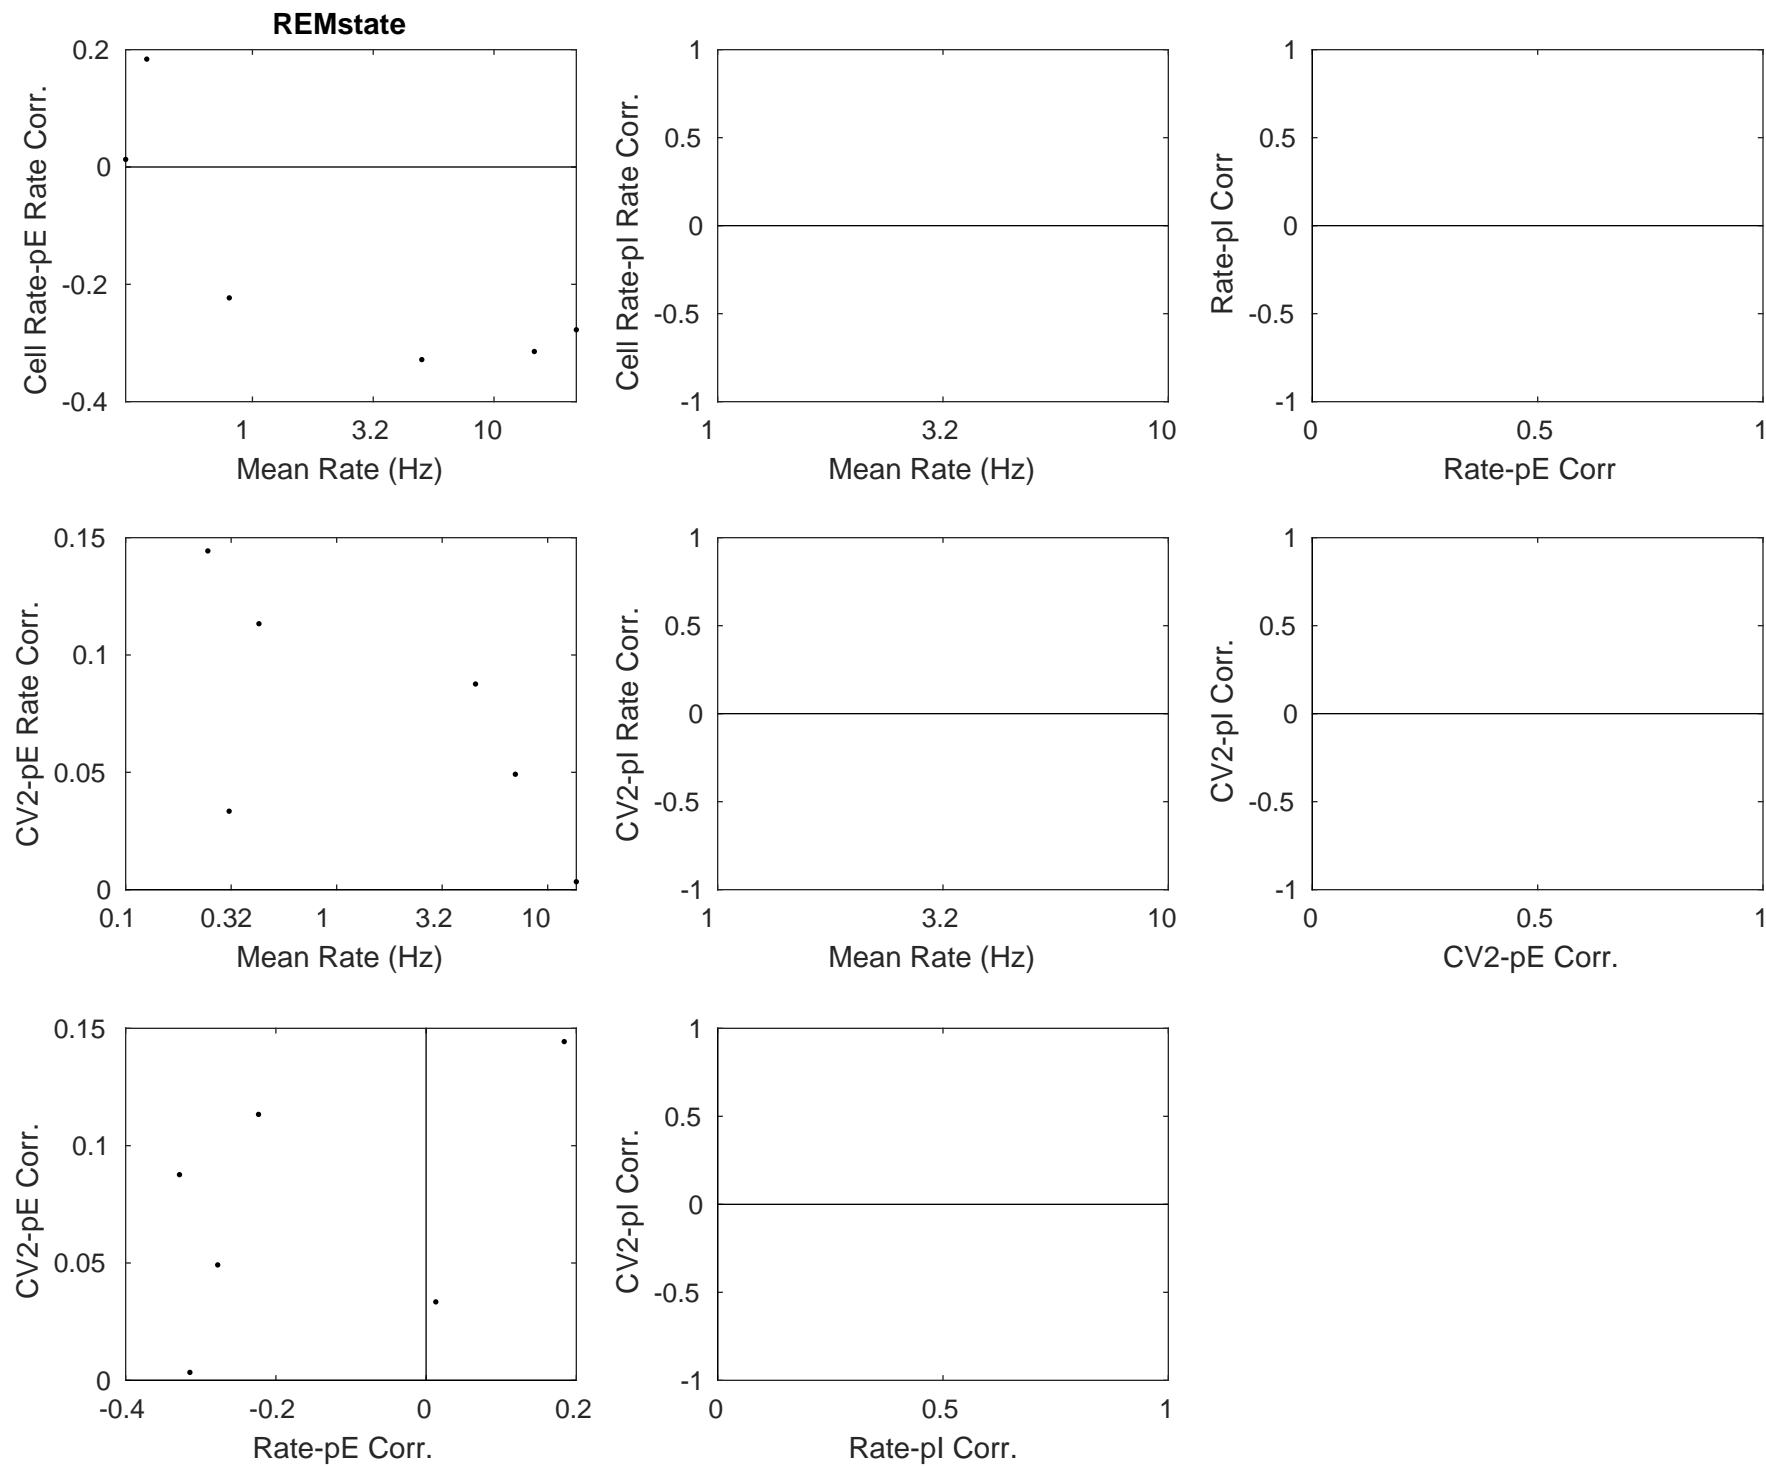 REMstate
0.2
0
-0.2
-0.4
Cell Rate-pE Rate Corr.
1 3.2 10
Mean Rate (Hz)
1
0.5
0
-0.5
-1
Cell Rate-pI Rate Corr.
1 3.2 10
Mean Rate (Hz)
1
0.5
0
-0.5
-1
Rate-pI Corr
0 0.5 1
Rate-pE Corr
0.15
0.1
0.05
0
CV2-pE Rate Corr.
0.1 0.32 1 3.2 10
Mean Rate (Hz)
1
0.5
0
-0.5
-1
CV2-pI Rate Corr.
1 3.2 10
Mean Rate (Hz)
1
0.5
0
-0.5
-1
CV2-pI Corr.
0 0.5 1
CV2-pE Corr.
0.15
0.1
0.05
0
CV2-pE Corr.
-0.4 -0.2 0 0.2
Rate-pE Corr.
1
0.5
0
-0.5
-1
CV2-pI Corr.
0 0.5 1
Rate-pI Corr.